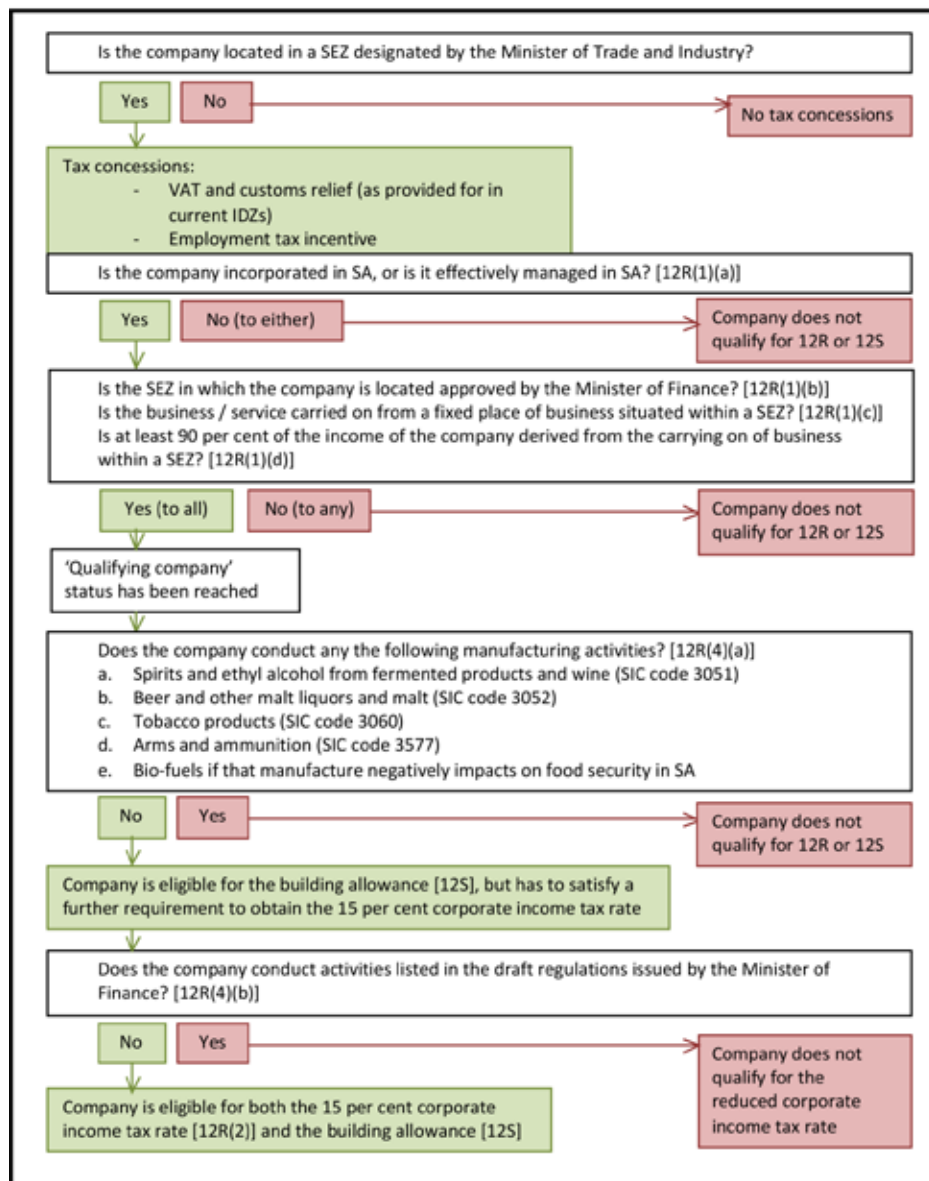 Is the company located in a SEZ designated by the Minister of Trade and Industry?
Yes
No
No tax concessions
Tax concessions:
- VAT and customs relief (as provided for in
current IDZs)
- Employment tax incentive
Is the company incorporated in SA, or is it effectively managed in SA? [12R(1)(a)]
Yes
No (to either)
Company does not
qualify for 12R or 12S
Is the SEZ in which the company is located approved by the Minister of Finance? [12R(1)(b)]
Is the business / service carried on from a fixed place of business situated within a SEZ? [12R(1)(c)]
Is at least 90 per cent of the income of the company derived from the carrying on of business
within a SEZ? [12R(1)(d)]
Yes (to all)
No (to any)
Company does not
qualify for 12R or 12S
‘Qualifying company’
status has been reached
Does the company conduct any the following manufacturing activities? [12R(4)(a)]
a. Spirits and ethyl alcohol from fermented products and wine (SIC code 3051)
b. Beer and other malt liquors and malt (SIC code 3052)
c. Tobacco products (SIC code 3060)
d. Arms and ammunition (SIC code 3577)
e. Bio-fuels if that manufacture negatively impacts on food security in SA
No
Yes
Company does not
qualify for 12R or 12S
Company is eligible for the building allowance [12S], but has to satisfy a
further requirement to obtain the 15 per cent corporate income tax rate
Does the company conduct activities listed in the draft regulations issued by the Minister of
Finance? [12R(4)(b)]
No
Yes
Company does not
qualify for the
reduced corporate
income tax rate
Company is eligible for both the 15 per cent corporate
income tax rate [12R(2)] and the building allowance [12S]